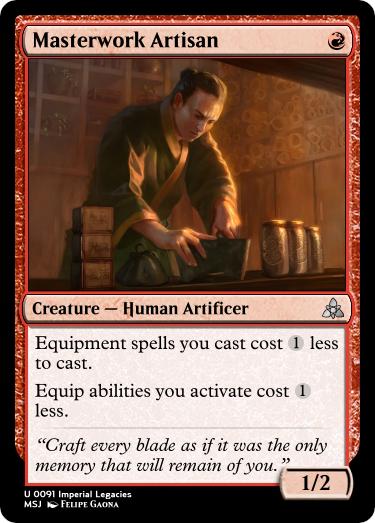 Masterwork Artisan
Creature — Human Artificer
Equipment spells you cast cost 1 less
to cast.
Equip abilities you activate cost 1
less.
“Craft every blade as if it was the only
memory that will remain of you.”
1/2
U 0091 Imperial Legacies
MSJ Felipe Gaona